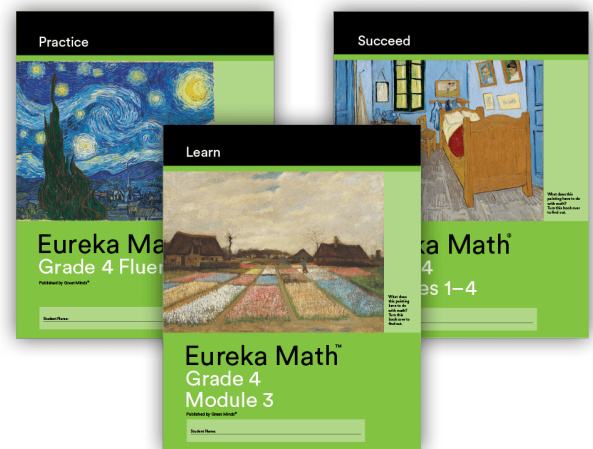 Practice
Eureka Ma
Grade 4 Fluen
Published by Great Minds®
Student Name:
Succeed
What does this
painting have to do
with math?
Turn this book over
to find out.
ka Math®
4
es 1–4
Learn
What does
this painting
have to do
with math?
Turn this
book over to
find out.
Eureka Math™
Grade 4
Module 3
Published by Great Minds®
Student Name: